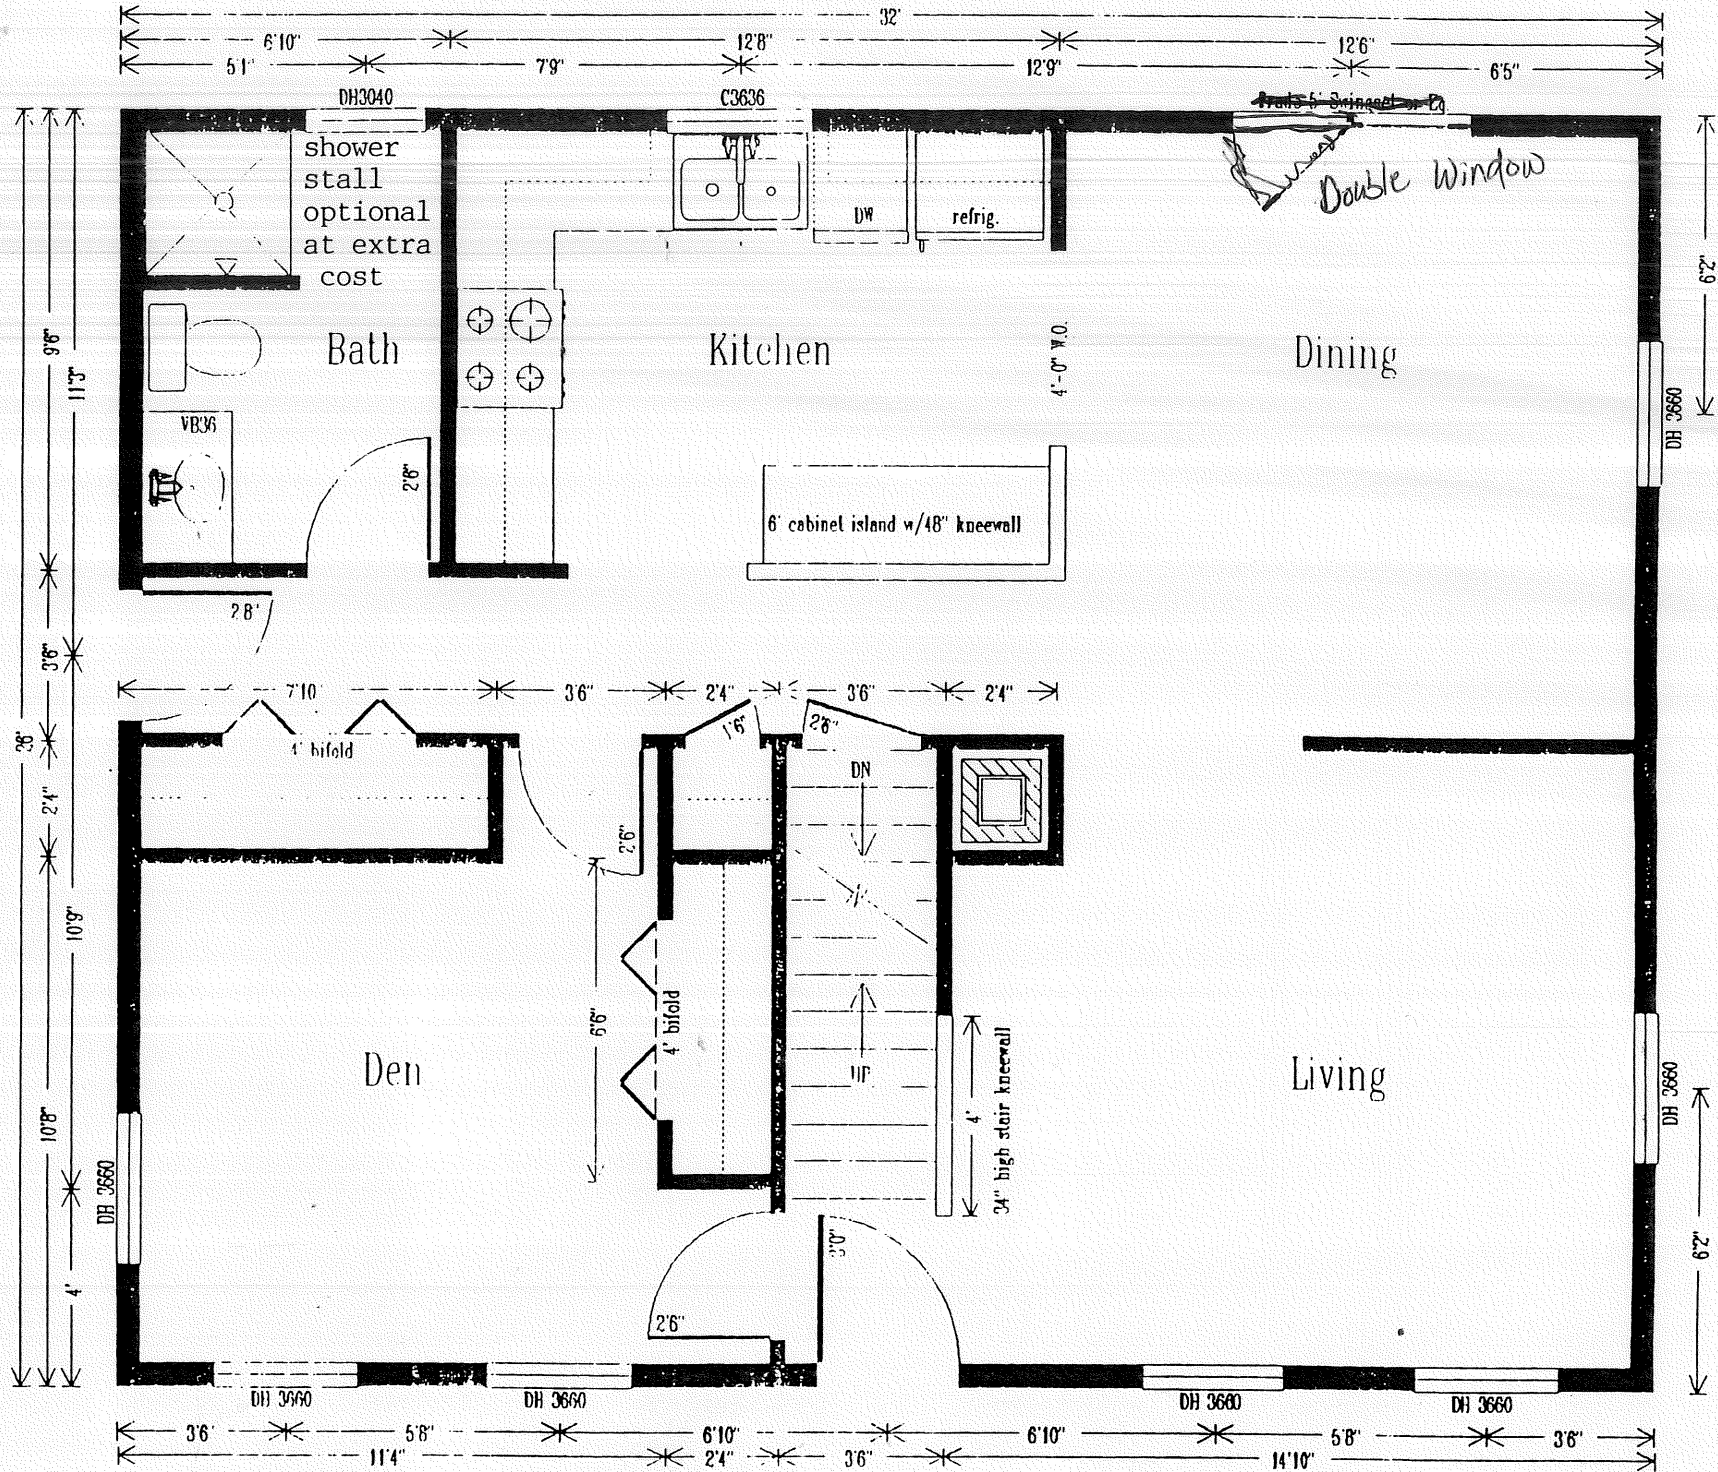 32'
6'10" 12'8" 12'6"
5'1" 7'9" 12'9" 6'5"
DH3040
C3636
shower
stall
optional
at extra
cost
DW
refrig.
Double Window
Bath
Kitchen
Dining
VB36
2'6"
4'-0" W.O.
6'2"
DH 3660
6' cabinet island w/48" kneewall
2'8"
9'6"
11'3"
3'6"
7'10 3'6" 2'4" 3'6" 2'4"
4' bifold
1'6"
2'6"
DN
26'
2'4"
2'6"
10'9"
6'6"
4' bifold
Den
UP
4'
34" high stair kneewall
Living
DH 3660
10'8"
DH 3660
4'
3'0"
2'6"
6'2"
DH 3660
DH 3660
DH 3660
DH 3660
3'6" 5'8" 6'10" 6'10" 5'8" 3'6"
11'4" 2'4" 3'6" 14'10"